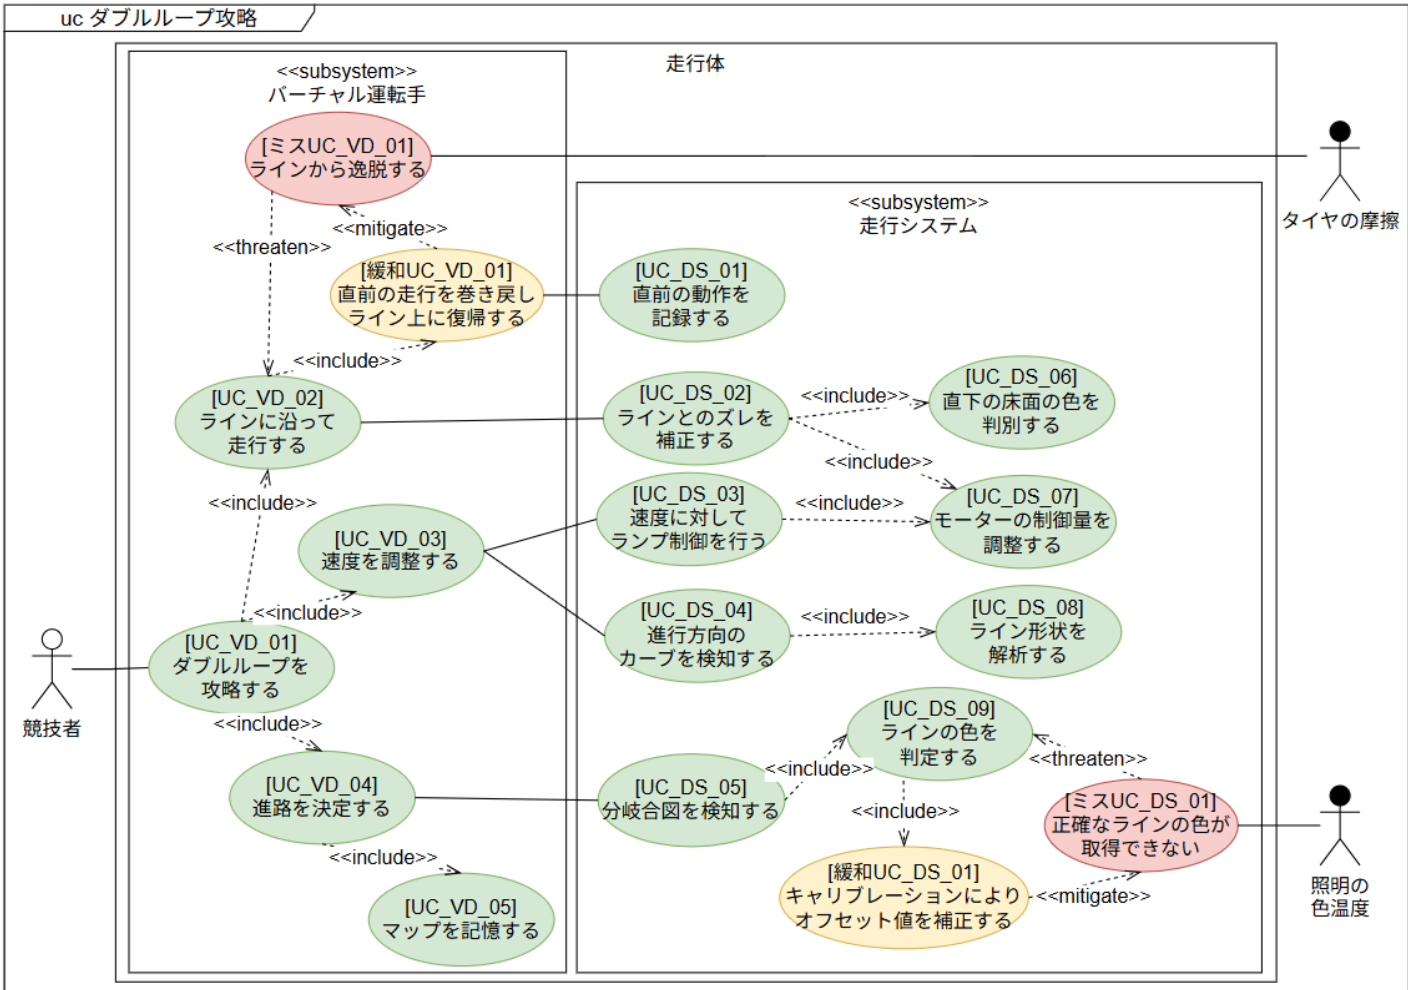 uc ダブルループ攻略
走行体
<<subsystem>>
バーチャル運転手
[ミスUC_VD_01]
ラインから逸脱する
<<mitigate>>
<<threaten>>
[緩和UC_VD_01]
直前の走行を巻き戻し
ライン上に復帰する
<<include>>
[UC_VD_02]
ラインに沿って
走行する
<<include>>
[UC_VD_03]
速度を調整する
<<include>>
[UC_VD_01]
ダブルループを
攻略する
<<include>>
[UC_VD_04]
進路を決定する
<<include>>
[UC_VD_05]
マップを記憶する
競技者
<<subsystem>>
走行システム
[UC_DS_01]
直前の動作を
記録する
[UC_DS_02]
ラインとのズレを
補正する
<<include>>
[UC_DS_06]
直下の床面の色を
判別する
<<include>>
[UC_DS_03]
速度に対して
ランプ制御を行う
<<include>>
[UC_DS_07]
モーターの制御量を
調整する
[UC_DS_04]
進行方向の
カーブを検知する
<<include>>
[UC_DS_08]
ライン形状を
解析する
[UC_DS_09]
ラインの色を
判定する
<<include>>
<<threaten>>
[UC_DS_05]
分岐合図を検知する
<<include>>
[ミスUC_DS_01]
正確なラインの色が
取得できない
[緩和UC_DS_01]
キャリブレーションにより
オフセット値を補正する
<<mitigate>>
タイヤの摩擦
照明の
色温度